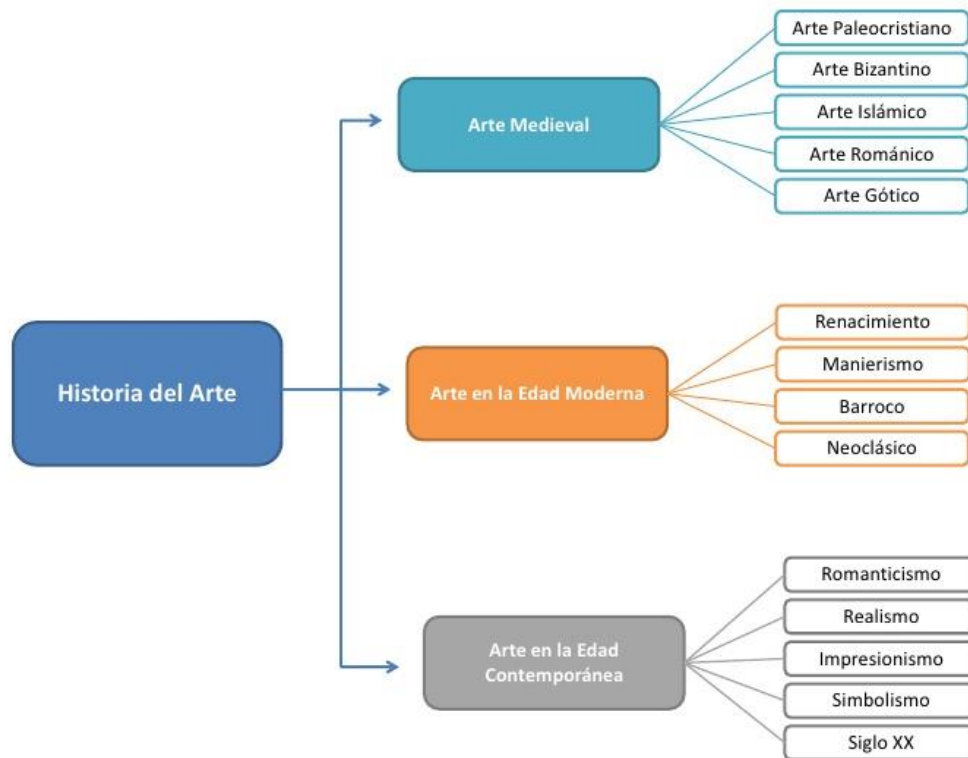 Historia del Arte
Arte Medieval
Arte Paleocristiano
Arte Bizantino
Arte Islámico
Arte Románico
Arte Gótico
Arte en la Edad Moderna
Renacimiento
Manierismo
Barroco
Neoclásico
Arte en la Edad
Contemporánea
Romanticismo
Realismo
Impresionismo
Simbolismo
Siglo XX